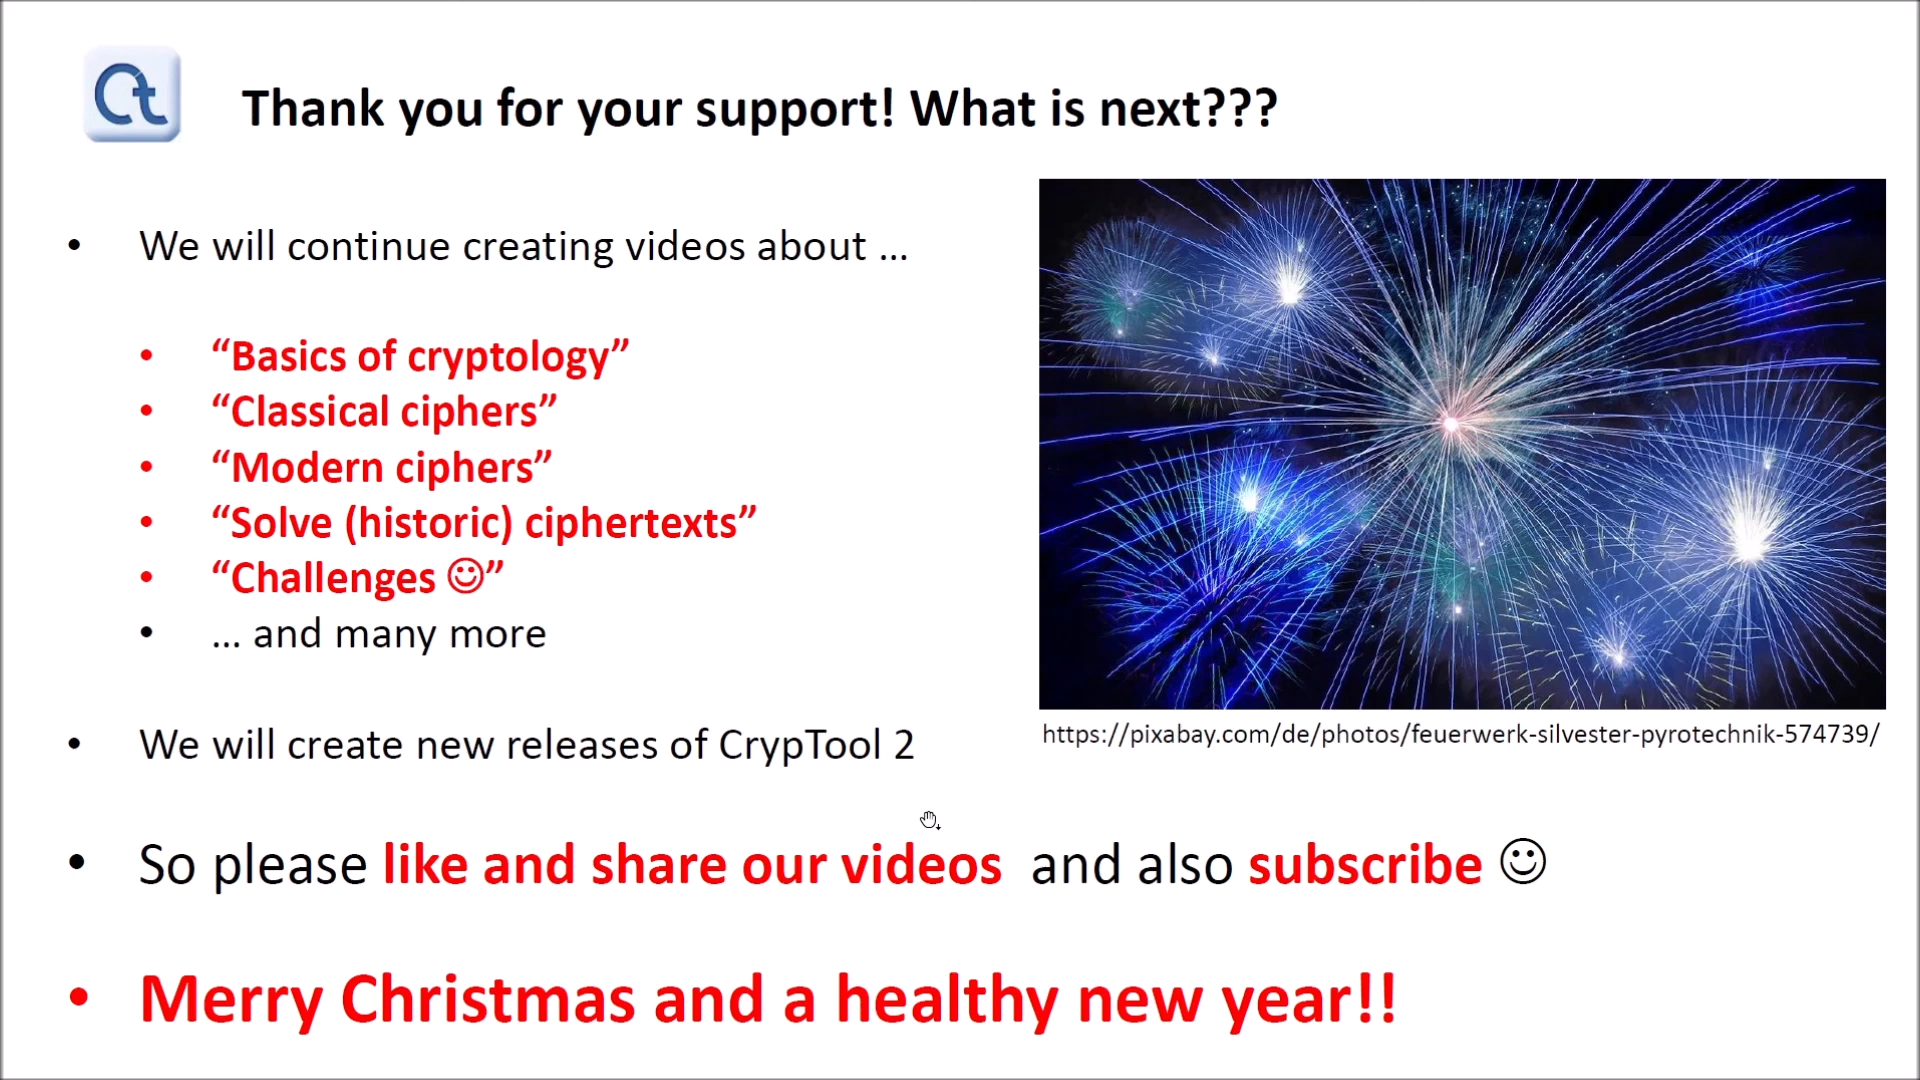 Ct
Thank you for your support! What is next???
• We will continue creating videos about ...
• “Basics of cryptology”
• “Classical ciphers”
• “Modern ciphers”
• “Solve (historic) ciphertexts”
• “Challenges ☺”
• ... and many more
https://pixabay.com/de/photos/feuerwerk-silvester-pyrotechnik-574739/
• We will create new releases of CrypTool 2
• So please like and share our videos and also subscribe ☺
• Merry Christmas and a healthy new year!!